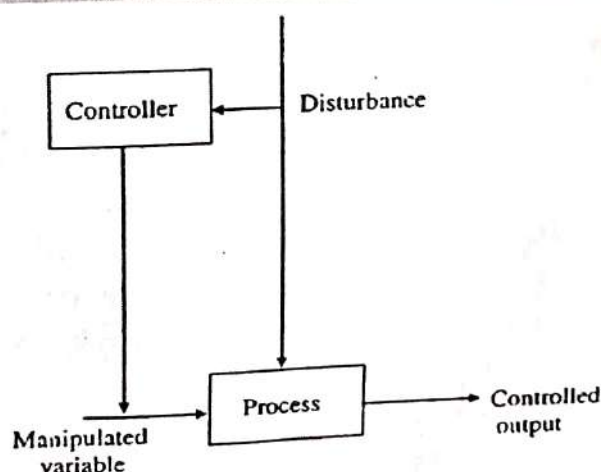 Controller
Disturbance
Process
Controlled
output
Manipulated
variable